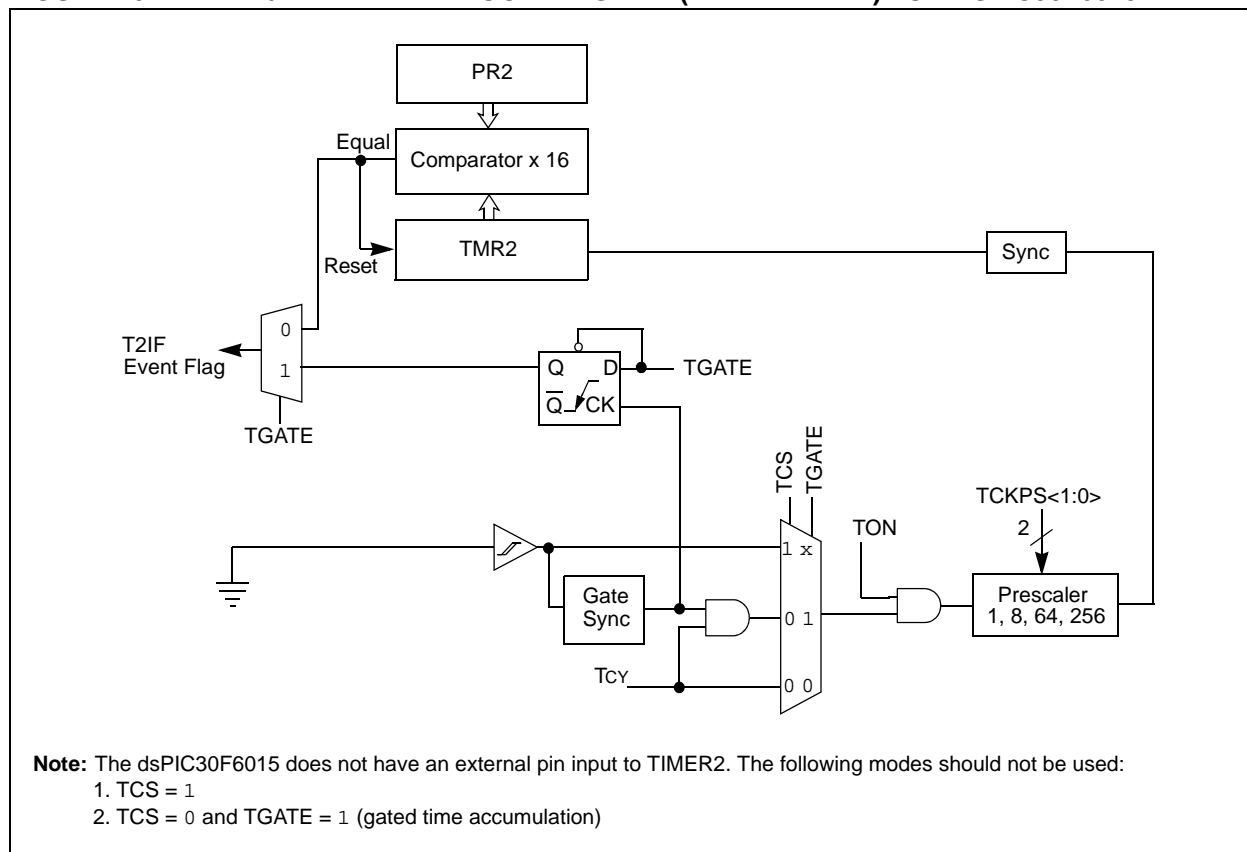 PR2
Equal
Comparator x 16
TMR2
Reset
Sync
0
1
T2IF
Event Flag
TGATE
Q
D
Q
CK
TGATE
TCS
TGATE
TCKPS<1:0>
2
TON
1 x
Gate
Sync
0 1
Prescaler
1, 8, 64, 256
TCY
0 0
Note: The dsPIC30F6015 does not have an external pin input to TIMER2. The following modes should not be used:
1. TCS = 1
2. TCS = 0 and TGATE = 1 (gated time accumulation)